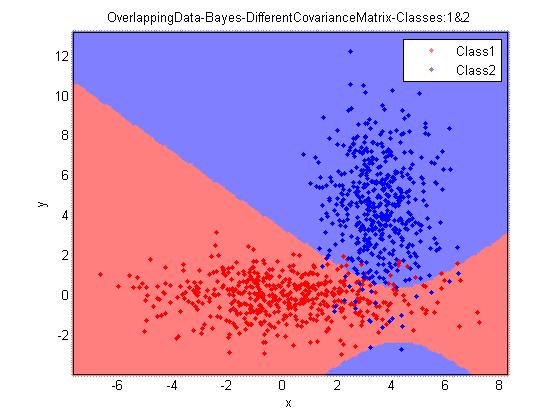 OverlappingData-Bayes-DifferentCovarianceMatrix-Classes:1&2
Class1
Class2
12
10
8
6
4
2
0
-2
y
-6 -4 -2 0 2 4 6 8
x